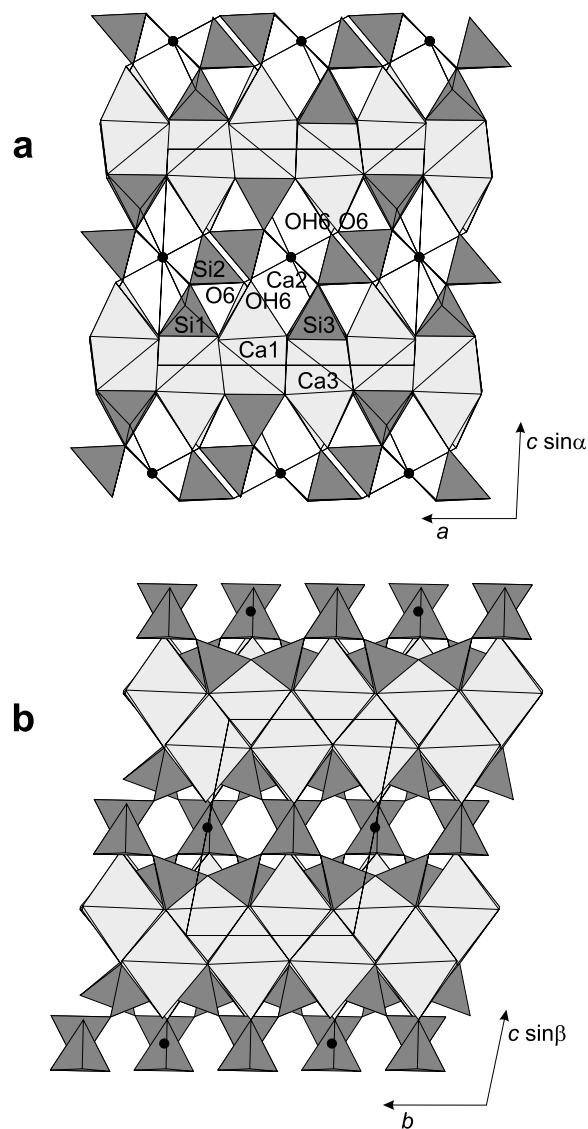 a
OH6 O6
Si2
Ca2
O6
OH6
Si1
Si3
Ca1
Ca3
c sinα
a
b
c sinβ
b